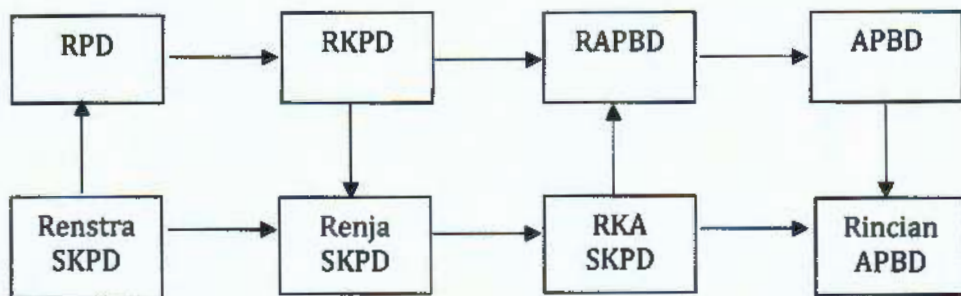 RPD
RKPD
RAPBD
APBD
Renstra
SKPD
Renja
SKPD
RKA
SKPD
Rincian
APBD